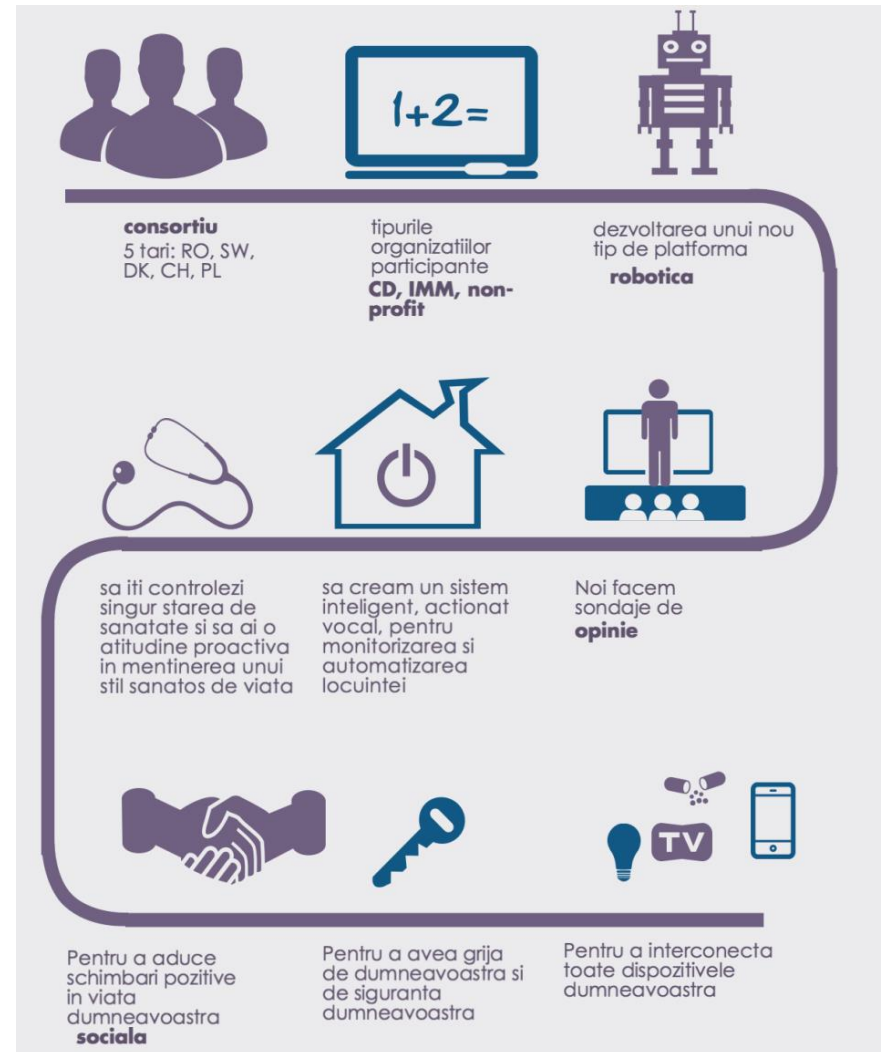 1+2=
consortiu
5 tari: RO, SW,
DK, CH, PL
tipurile
organizatiilor
participante
CD, IMM, non-
profit
dezvoltarea unui nou
tip de platforma
robotica
sa iti controlezi
singur starea de
sanatate si sa ai o
atitudine proactiva
in mentinerea unui
stil sanatos de viata
sa cream un sistem
inteligent, actionat
vocal, pentru
monitorizarea si
automatizarea
locuintei
Noi facem
sondaje de
opinie
TV
Pentru a aduce
schimbari pozitive
in viata
dumneavoastra
sociala
Pentru a avea grija
de dumneavoastra si
de siguranta
dumneavoastra
Pentru a interconecta
toate dispozitivele
dumneavoastra